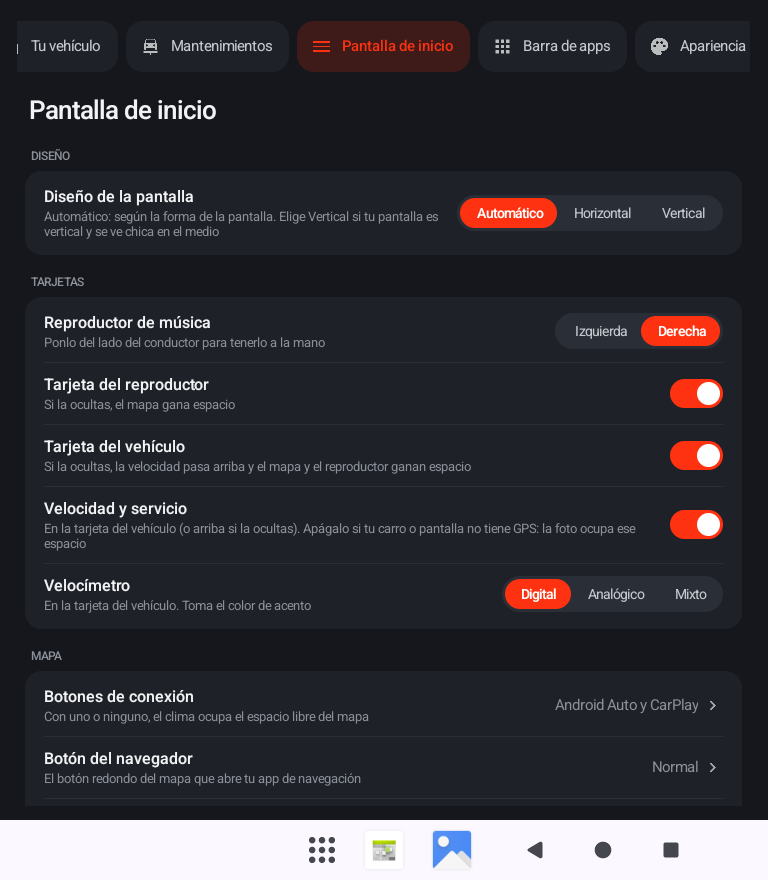 Tu vehículo
Mantenimientos
Pantalla de inicio
Barra de apps
Apariencia
Pantalla de inicio
DISEÑO
Diseño de la pantalla
Automático: según la forma de la pantalla. Elige Vertical si tu pantalla es
vertical y se ve chica en el medio
Automático
Horizontal
Vertical
TARJETAS
Reproductor de música
Ponlo del lado del conductor para tenerlo a la mano
Izquierda
Derecha
Tarjeta del reproductor
Si la ocultas, el mapa gana espacio
Tarjeta del vehículo
Si la ocultas, la velocidad pasa arriba y el mapa y el reproductor ganan espacio
Velocidad y servicio
En la tarjeta del vehículo (o arriba si la ocultas). Apágalo si tu carro o pantalla no tiene GPS: la foto ocupa ese
espacio
Velocímetro
En la tarjeta del vehículo. Toma el color de acento
Digital
Analógico
Mixto
MAPA
Botones de conexión
Con uno o ninguno, el clima ocupa el espacio libre del mapa
Android Auto y CarPlay
Botón del navegador
El botón redondo del mapa que abre tu app de navegación
Normal